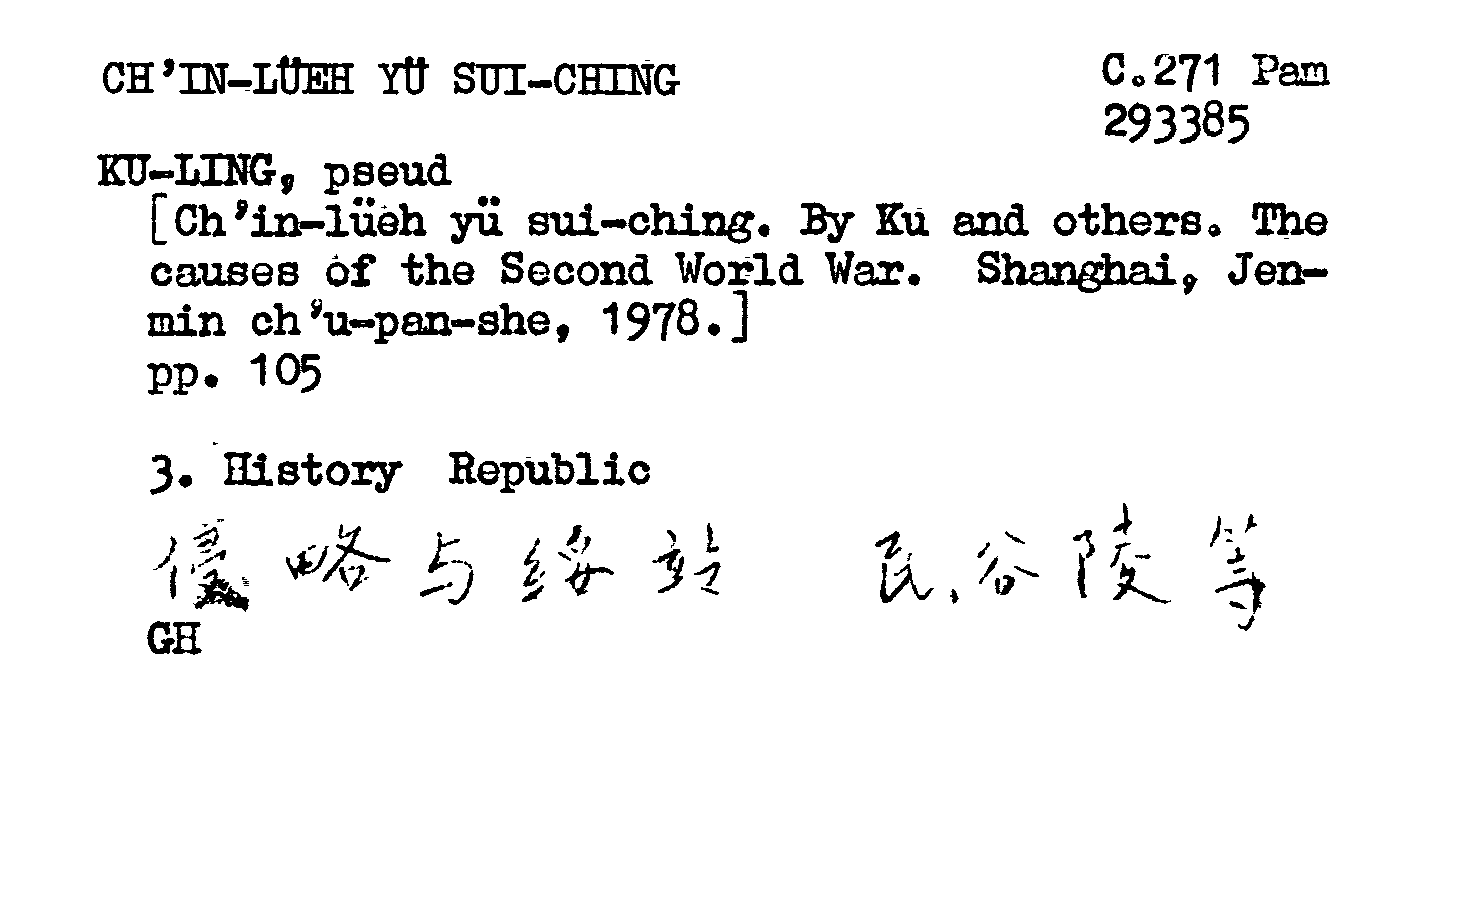 CH'IN-LÜEH YÜ SUI-CHING
C.271 Pam
293385
KU-LING, pseud
[Ch'in-lüeh yü sui-ching. By Ku and others. The
causes of the Second World War. Shanghai, Jen-
min ch'u-pan-she, 1978.]
pp. 105
3. History Republic
侵略与绥靖 民、谷陵等
GH